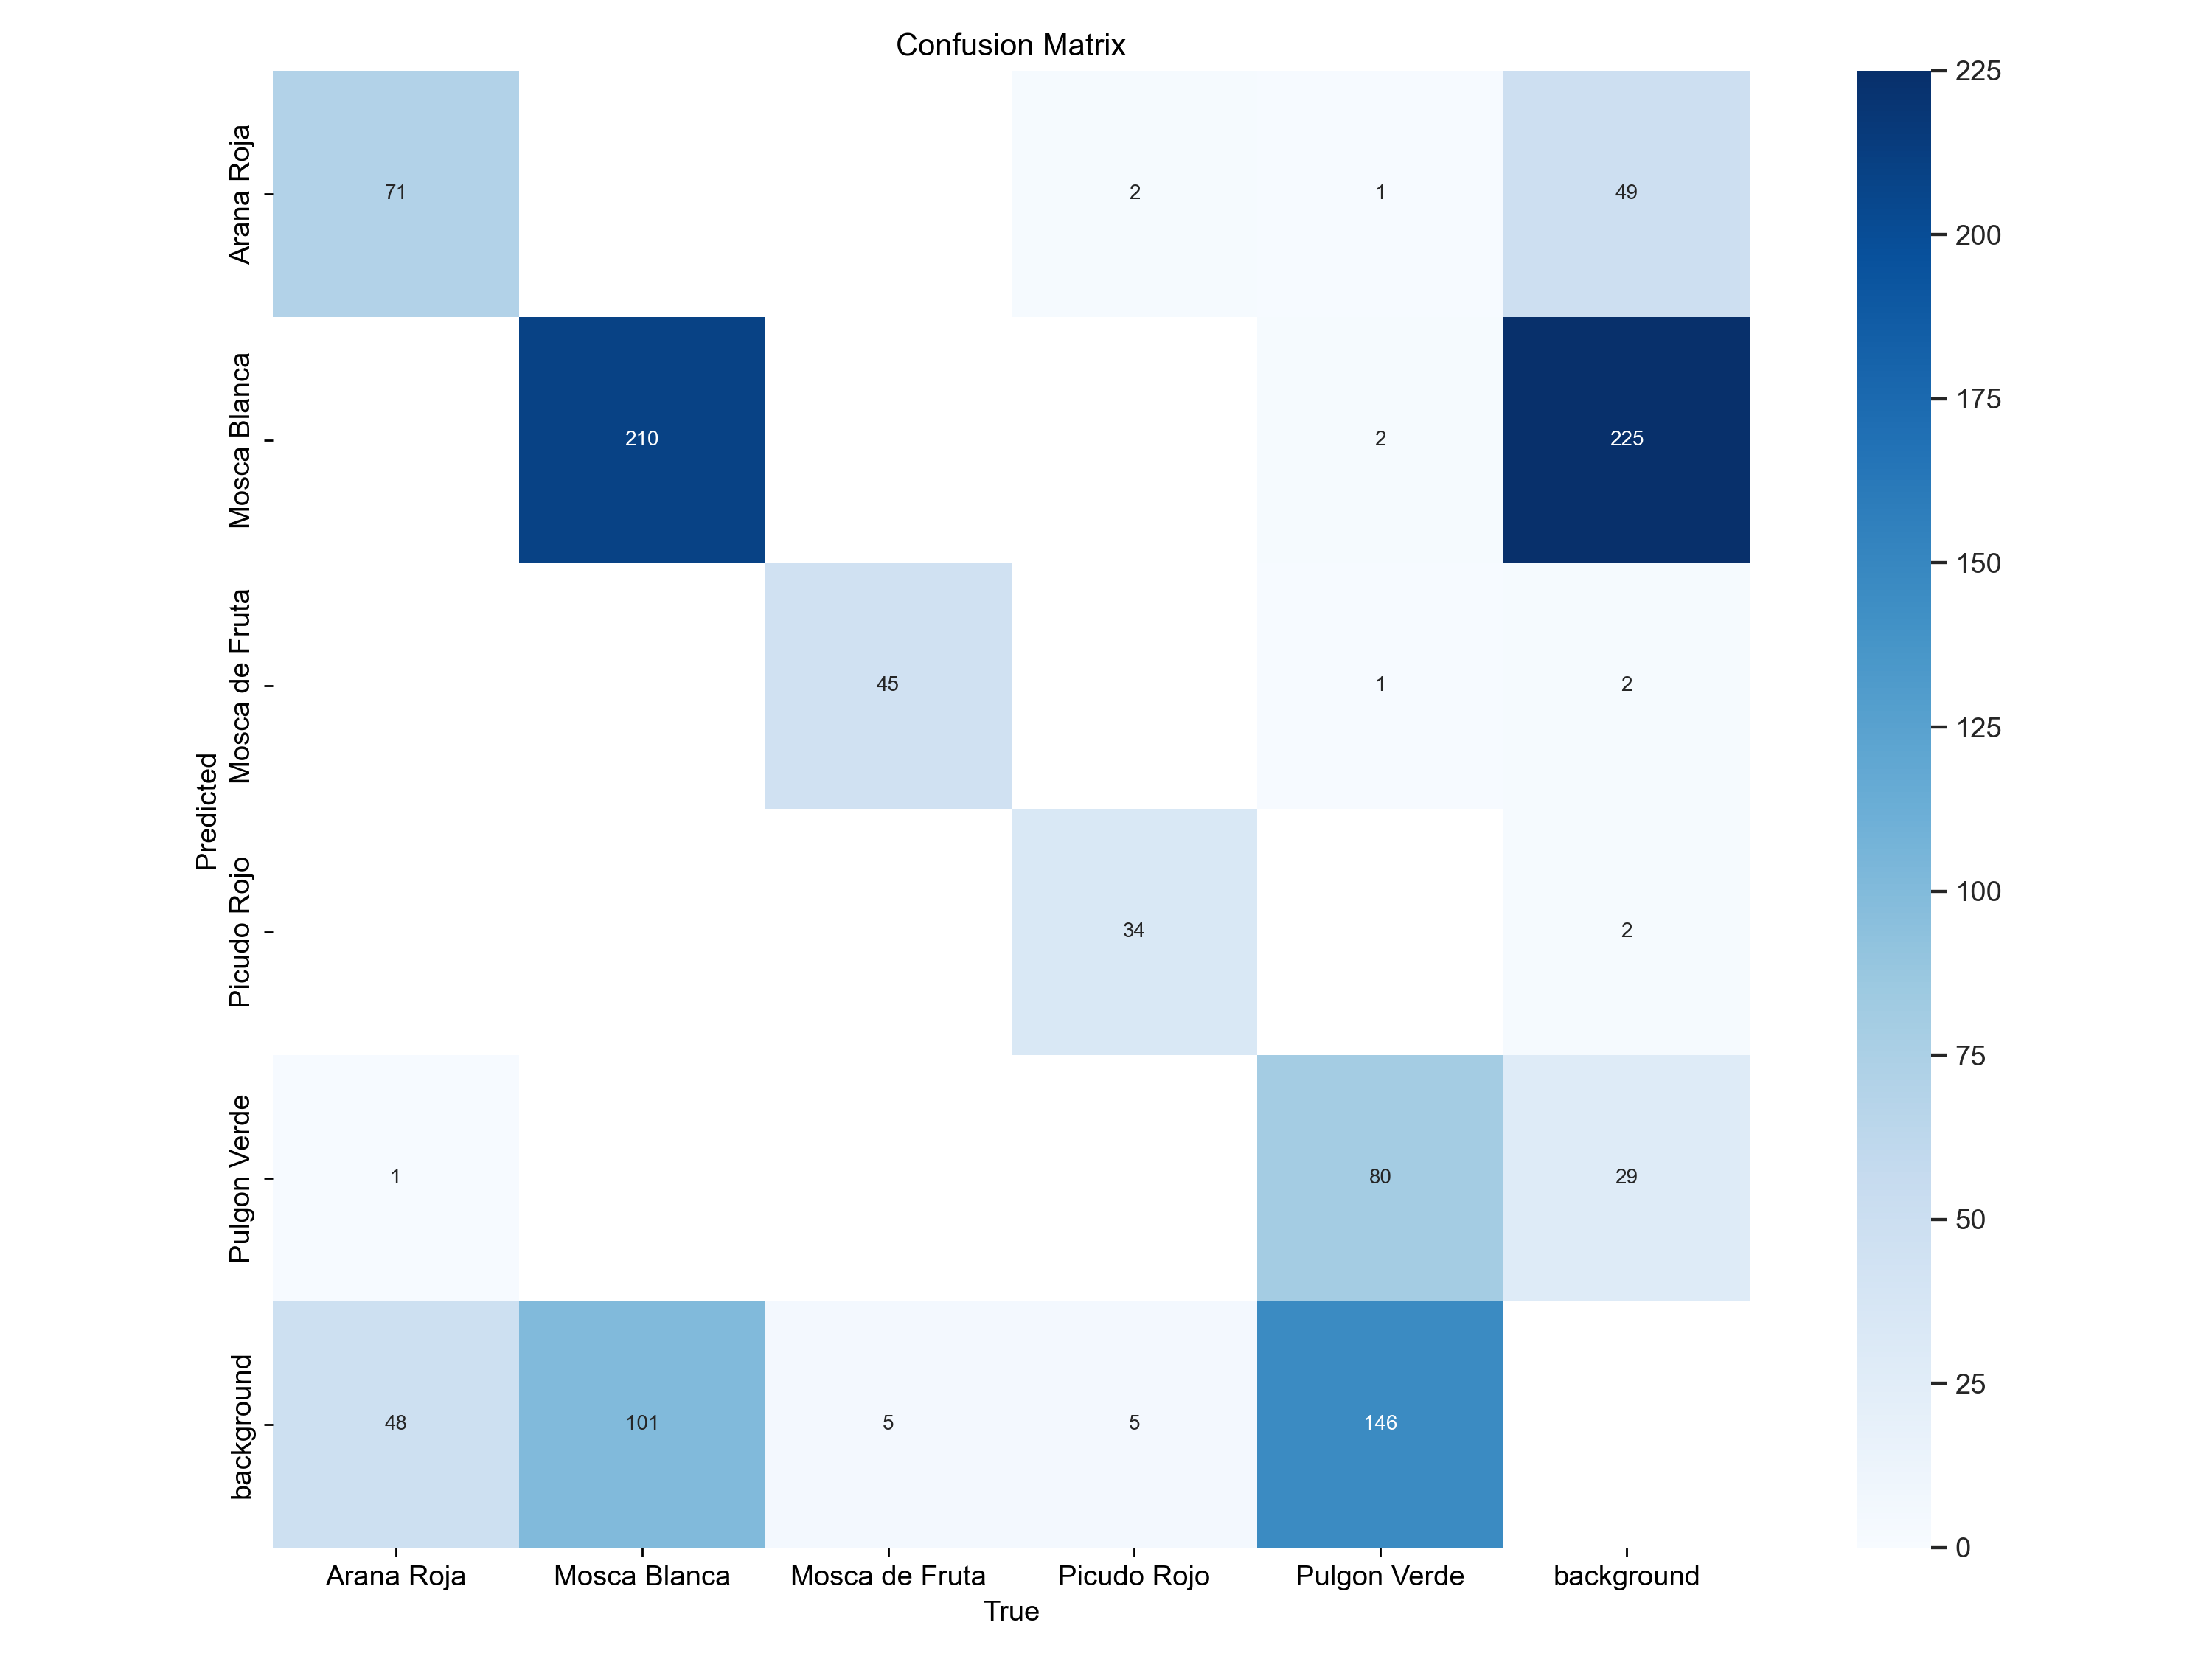 Confusion Matrix
Predicted
Arana Roja
71
2
1
49
Mosca Blanca
210
2
225
Mosca de Fruta
45
1
2
Picudo Rojo
34
2
Pulgon Verde
1
80
29
background
48
101
5
5
146
Arana Roja
Mosca Blanca
Mosca de Fruta
Picudo Rojo
Pulgon Verde
background
True
225
200
175
150
125
100
75
50
25
0